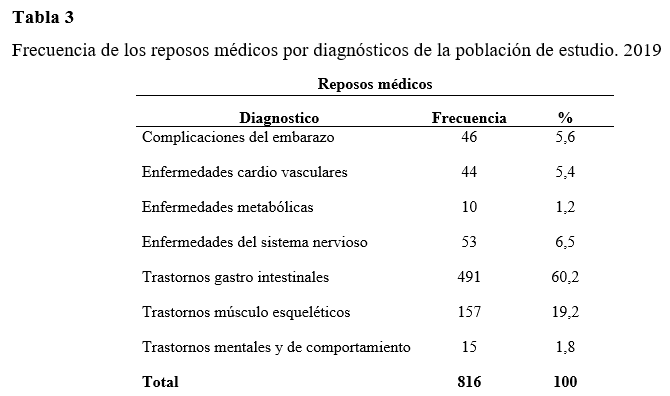 Tabla 3
Frecuencia de los reposos médicos por diagnósticos de la población de estudio. 2019
Reposos médicos
Diagnostico Frecuencia %
Complicaciones del embarazo 46 5,6
Enfermedades cardio vasculares 44 5,4
Enfermedades metabólicas 10 1,2
Enfermedades del sistema nervioso 53 6,5
Trastornos gastro intestinales 491 60,2
Trastornos músculo esqueléticos 157 19,2
Trastornos mentales y de comportamiento 15 1,8
Total 816 100